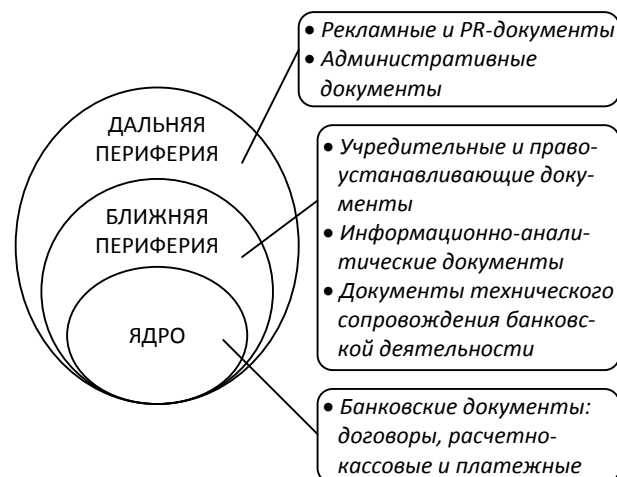 • Рекламные и PR-документы
• Административные
документы
ДАЛЬНЯЯ
ПЕРИФЕРИЯ
• Учредительные и право-
устанавливающие доку-
менты
• Информационно-анали-
тические документы
• Документы технического
сопровождения банковс-
кой деятельности
БЛИЖНЯЯ
ПЕРИФЕРИЯ
ЯДРО
• Банковские документы:
договоры, расчетно-
кассовые и платежные